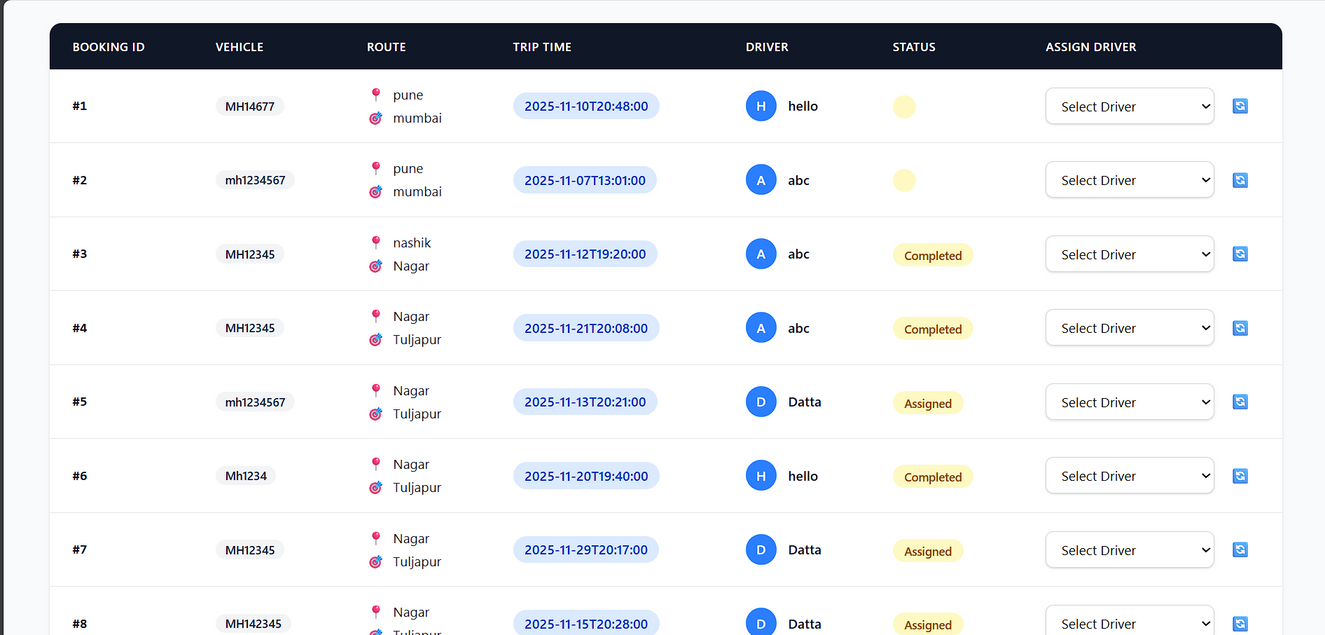 BOOKING ID VEHICLE ROUTE TRIP TIME DRIVER STATUS ASSIGN DRIVER
#1 MH14677 pune 2025-11-10T20:48:00 H hello Select Driver
mumbai
#2 mh1234567 pune 2025-11-07T13:01:00 A abc Select Driver
mumbai
#3 MH12345 nashik 2025-11-12T19:20:00 A abc Completed Select Driver
Nagar
#4 MH12345 Nagar 2025-11-21T20:08:00 A abc Completed Select Driver
Tuljapur
#5 mh1234567 Nagar 2025-11-13T20:21:00 D Datta Assigned Select Driver
Tuljapur
#6 Mh1234 Nagar 2025-11-20T19:40:00 H hello Completed Select Driver
Tuljapur
#7 MH12345 Nagar 2025-11-29T20:17:00 D Datta Assigned Select Driver
Tuljapur
#8 MH142345 Nagar 2025-11-15T20:28:00 D Datta Assigned Select Driver
Tuljapur